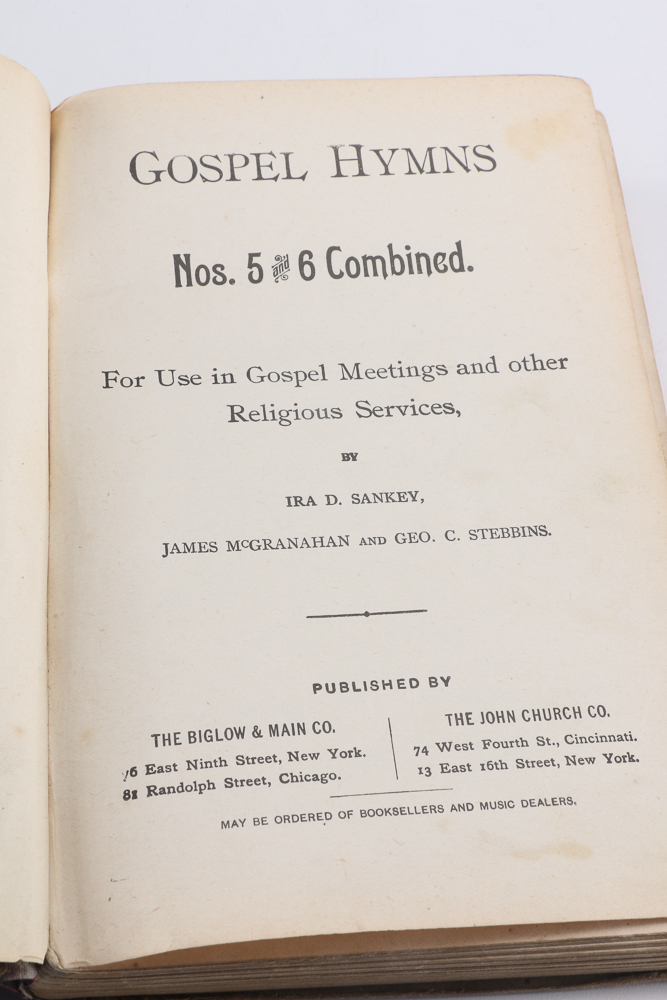 GOSPEL HYMNS
Nos. 5 and 6 Combined.
For Use in Gospel Meetings and other
Religious Services,
BY
IRA D. SANKEY,
JAMES McGRANAHAN AND GEO. C. STEBBINS.
PUBLISHED BY
THE BIGLOW & MAIN CO.
76 East Ninth Street, New York.
81 Randolph Street, Chicago.
THE JOHN CHURCH CO.
74 West Fourth St., Cincinnati.
13 East 16th Street, New York.
MAY BE ORDERED OF BOOKSELLERS AND MUSIC DEALERS.